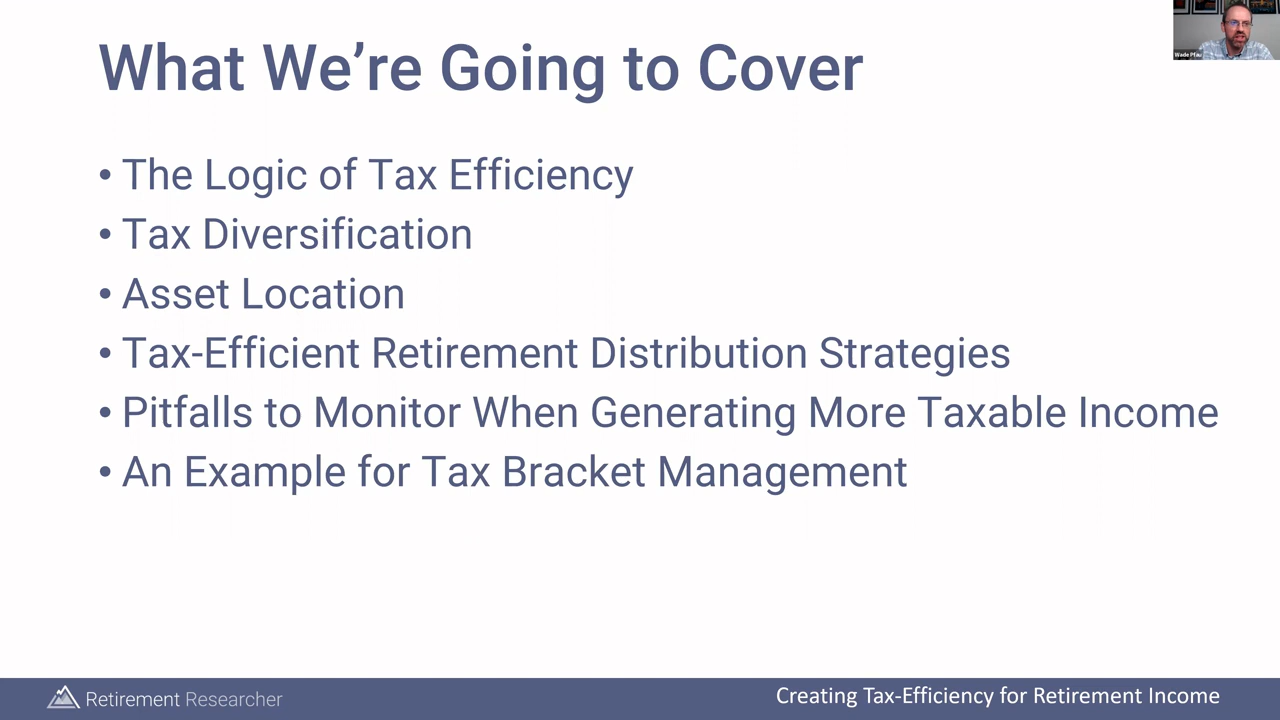 What We’re Going to Cover
Wade Pfau
• The Logic of Tax Efficiency
• Tax Diversification
• Asset Location
• Tax-Efficient Retirement Distribution Strategies
• Pitfalls to Monitor When Generating More Taxable Income
• An Example for Tax Bracket Management
Retirement Researcher
Creating Tax-Efficiency for Retirement Income